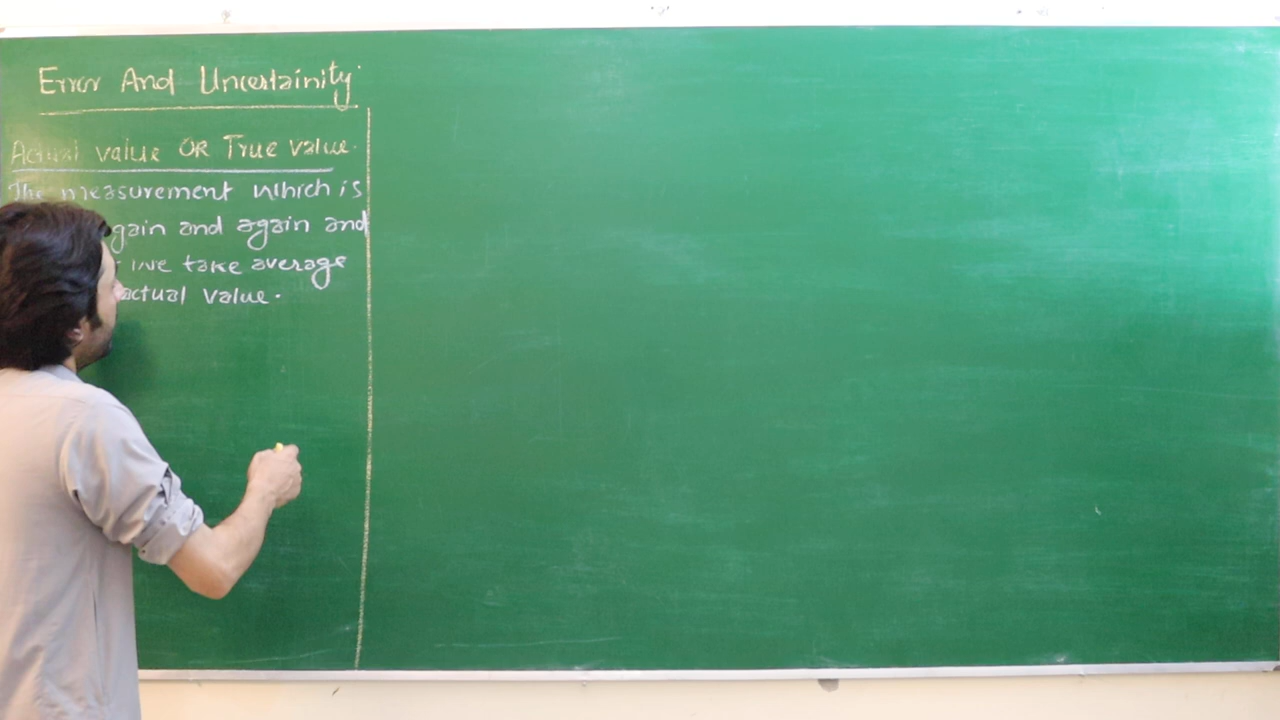 Error And Uncertainity
Actual value OR True value.
The measurement which is
gain and again and
we take average
actual value.